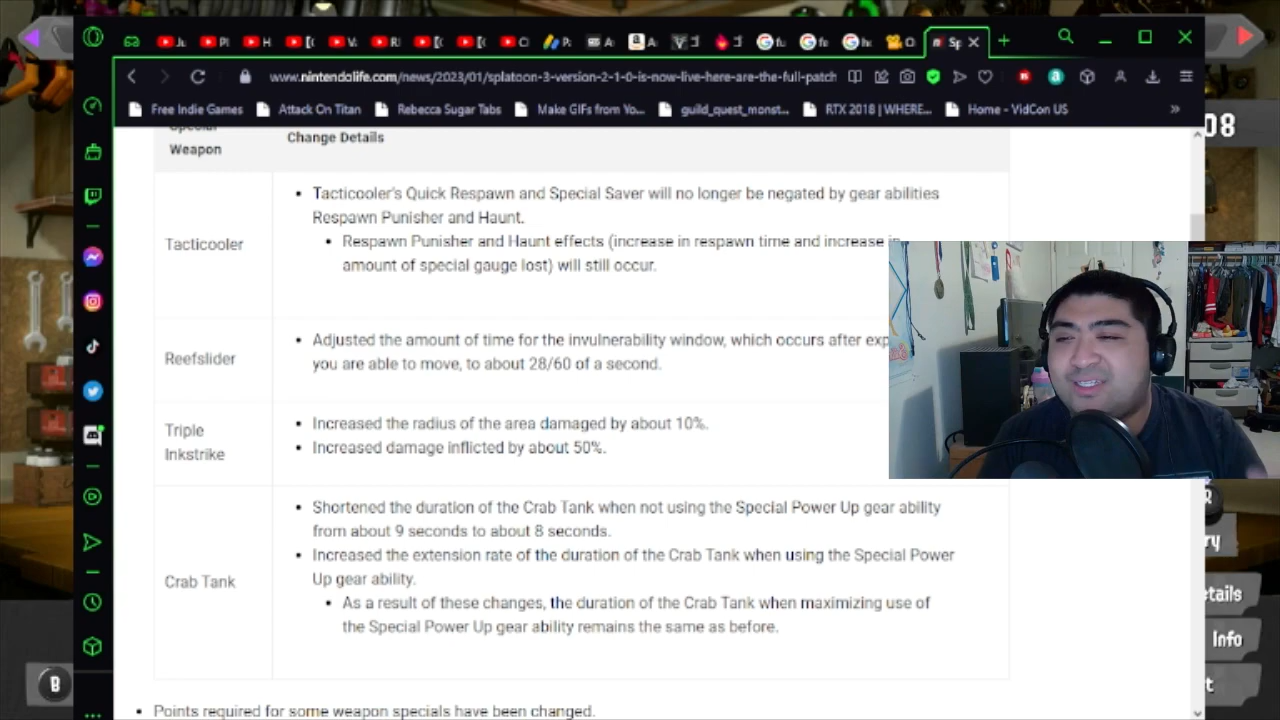 www.nintendolife.com/news/2023/01/splatoon-3-version-2-1-0-is-now-live-here-are-the-full-patch
Free Indie Games
Attack On Titan
Rebecca Sugar Tabs
Make GIFs from Yo...
guild_quest_monst...
RTX 2018 | WHERE...
Home - VidCon US
»
08
Special
Weapon
Change Details
Tacticooler
• Tacticooler's Quick Respawn and Special Saver will no longer be negated by gear abilities
Respawn Punisher and Haunt.
• Respawn Punisher and Haunt effects (increase in respawn time and increase in
amount of special gauge lost) will still occur.
Reefslider
• Adjusted the amount of time for the invulnerability window, which occurs after exp
you are able to move, to about 28/60 of a second.
Triple
Inkstrike
• Increased the radius of the area damaged by about 10%.
• Increased damage inflicted by about 50%.
Crab Tank
• Shortened the duration of the Crab Tank when not using the Special Power Up gear ability
from about 9 seconds to about 8 seconds.
• Increased the extension rate of the duration of the Crab Tank when using the Special Power
Up gear ability.
• As a result of these changes, the duration of the Crab Tank when maximizing use of
the Special Power Up gear ability remains the same as before.
• Points required for some weapon specials have been changed.
R
ry
etails
Info
t
B